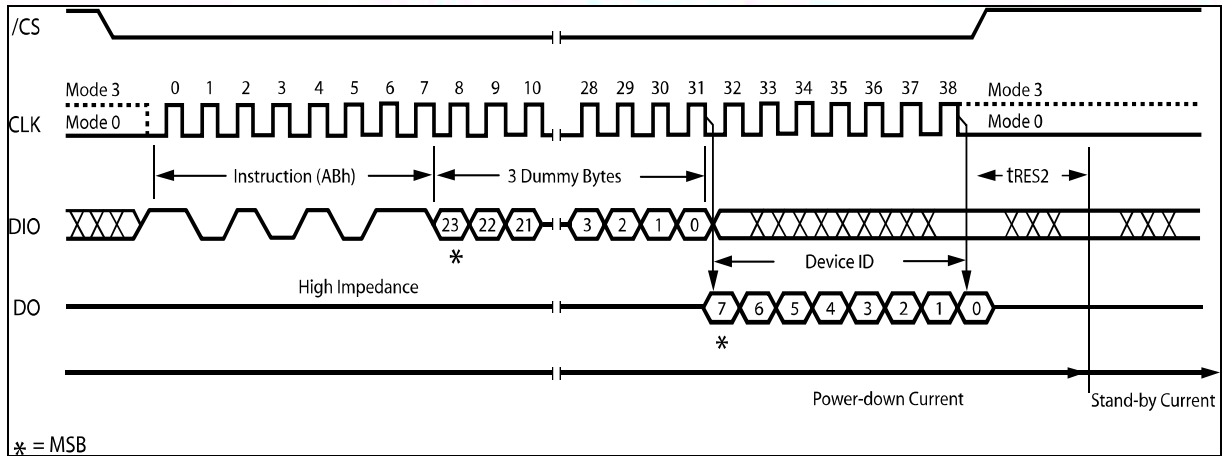 /CS
Mode 3
0 1 2 3 4 5 6 7 8 9 10 28 29 30 31 32 33 34 35 36 37 38
Mode 3
CLK
Mode 0
Mode 0
Instruction (ABh)
3 Dummy Bytes
tRES2
DIO
23 22 21 3 2 1 0
*
Device ID
High Impedance
DO
7 6 5 4 3 2 1 0
*
Power-down Current
Stand-by Current
* = MSB